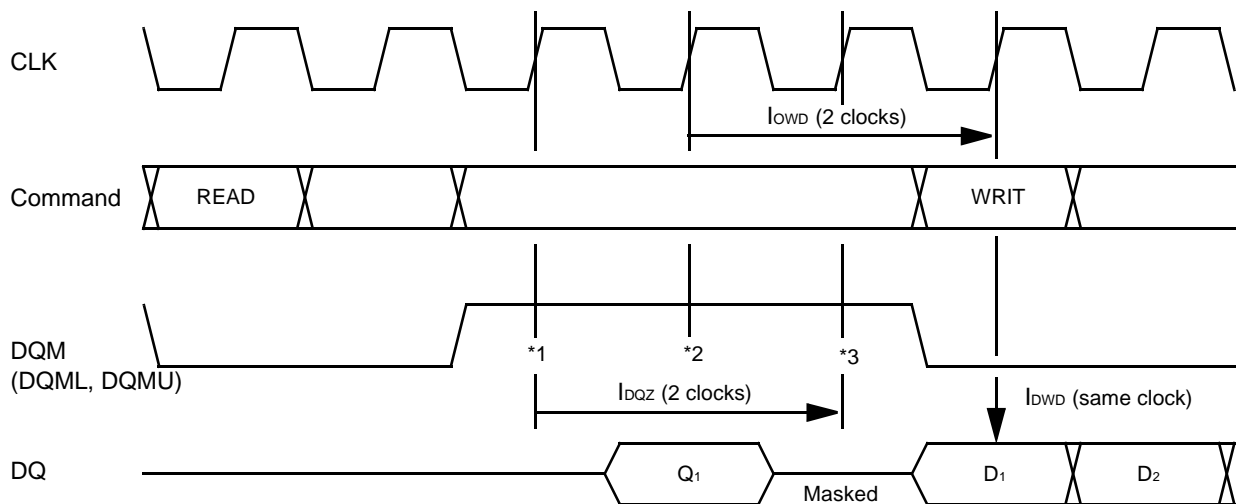 CLK
IOWD (2 clocks)
Command
READ
WRIT
DQM
(DQML, DQMU)
*1
*2
*3
IDQZ (2 clocks)
IDWD (same clock)
DQ
Q1
Masked
D1
D2